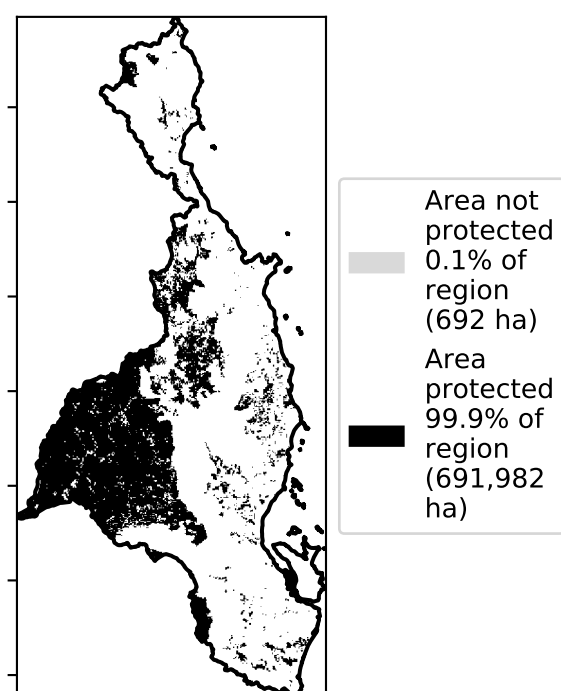 Area not
protected
0.1% of
region
(692 ha)
Area
protected
99.9% of
region
(691,982
ha)